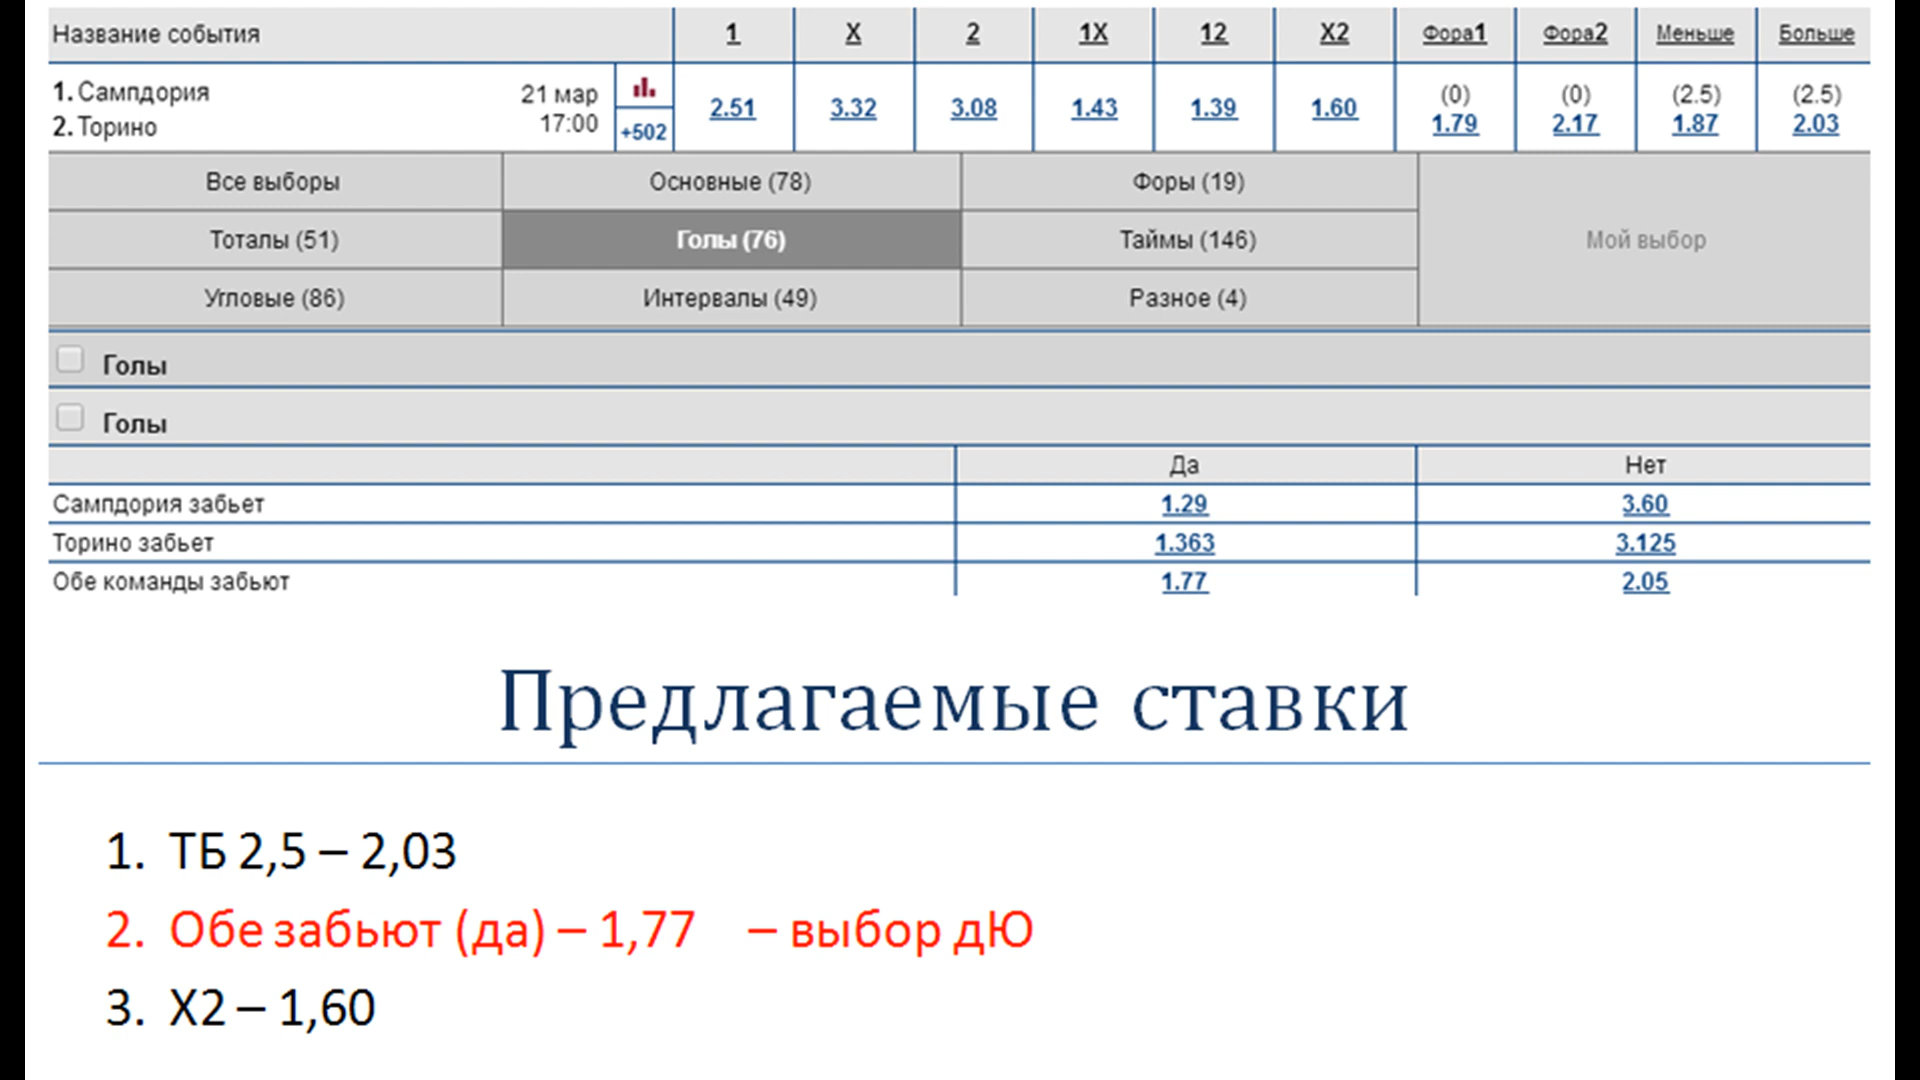 Название события 1 X 2 1X 12 X2 Фора1 Фора2 Меньше Больше
1. Сампдория 21 мар (0) (0) (2.5) (2.5)
2.51 3.32 3.08 1.43 1.39 1.60
2. Торино 17:00 +502 1.79 2.17 1.87 2.03
Все выборы Основные (78) Форы (19)
Тоталы (51) Голы (76) Таймы (146) Мой выбор
Угловые (86) Интервалы (49) Разное (4)
Голы
Голы
Да Нет
Сампдория забьет 1.29 3.60
Торино забьет 1.363 3.125
Обе команды забьют 1.77 2.05
Предлагаемые ставки
1. ТБ 2,5 – 2,03
2. Обе забьют (да) – 1,77 – выбор дЮ
3. Х2 – 1,60